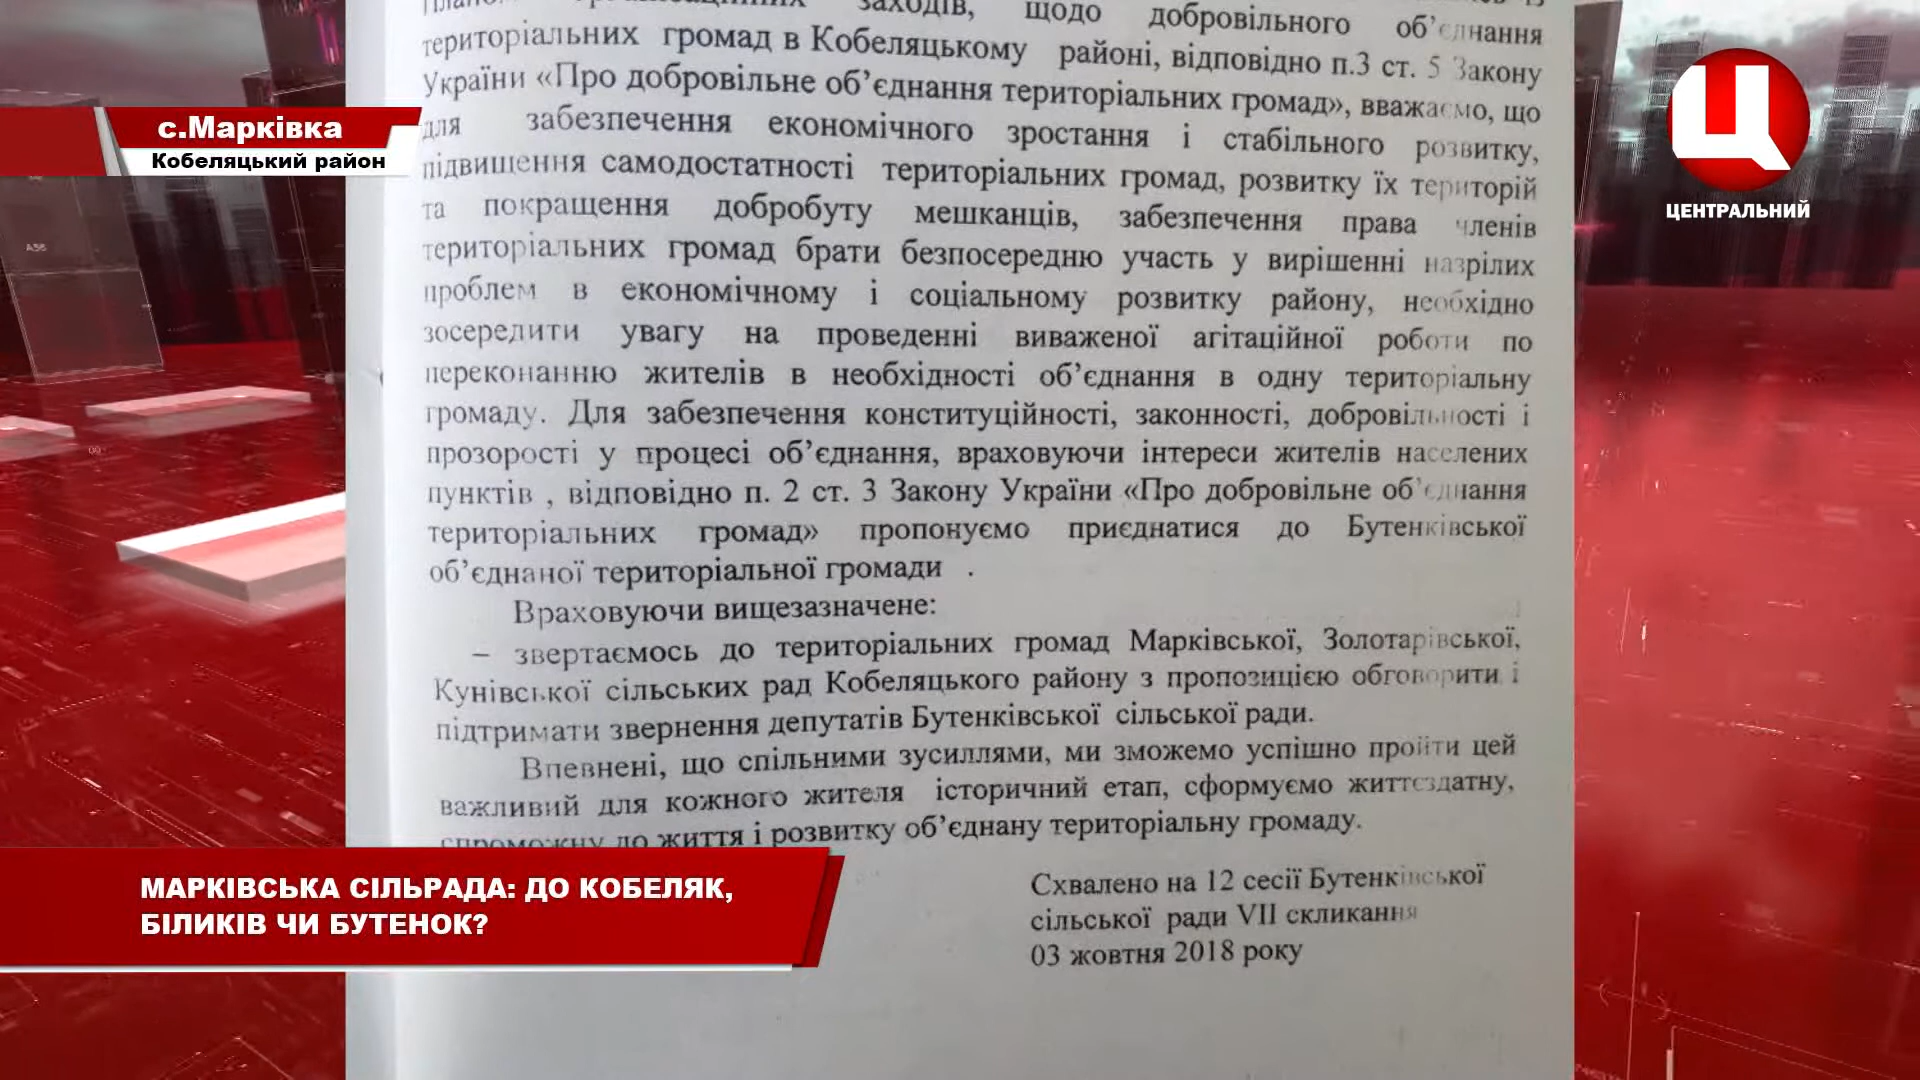 заходів, щодо добровільного об'єднання
територіальних громад в Кобеляцькому районі, відповідно п.3 ст. 5 Закону
України «Про добровільне об'єднання територіальних громад», вважаємо, що
для забезпечення економічного зростання і стабільного розвитку,
підвищення самодостатності територіальних громад, розвитку їх територій
та покращення добробуту мешканців, забезпечення права членів
територіальних громад брати безпосередню участь у вирішенні назрілих
проблем в економічному і соціальному розвитку району, необхідно
зосередити увагу на проведенні виваженої агітаційної роботи по
переконанню жителів в необхідності об'єднання в одну територіальну
громаду. Для забезпечення конституційності, законності, добровільності і
прозорості у процесі об'єднання, враховуючи інтереси жителів населених
пунктів , відповідно п. 2 ст. 3 Закону України «Про добровільне об'єднання
територіальних громад» пропонуємо приєднатися до Бутенківської
об'єднаної територіальної громади .
Враховуючи вищезазначене:
– звертаємось до територіальних громад Марківської, Золотарівської,
Кунівської сільських рад Кобеляцького району з пропозицією обговорити і
підтримати звернення депутатів Бутенківської сільської ради.
Впевнені, що спільними зусиллями, ми зможемо успішно пройти цей
важливий для кожного жителя історичний етап, сформуємо життєздатну,
спроможну до життя і розвитку об'єднану територіальну громаду.
Схвалено на 12 сесії Бутенківської
сільської ради VII скликання
03 жовтня 2018 року
с.Марківка
Кобеляцький район
Ц
ЦЕНТРАЛЬНИЙ
МАРКІВСЬКА СІЛЬРАДА: ДО КОБЕЛЯК,
БІЛИКІВ ЧИ БУТЕНОК?